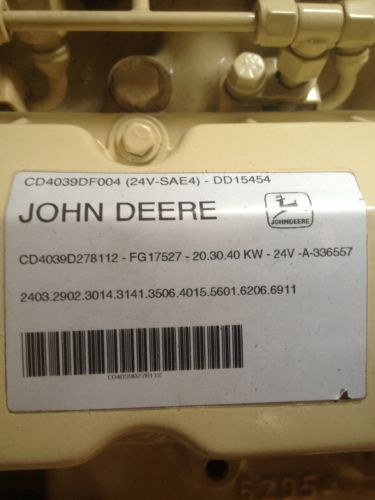 CD4039DF004 (24V-SAE4) - DD15454
JOHN DEERE
JOHN DEERE
CD4039D278112 - FG17527 - 20.30.40 KW - 24V -A-336557
2403.2902.3014.3141.3506.4015.5601.6206.6911
CD4039D278112